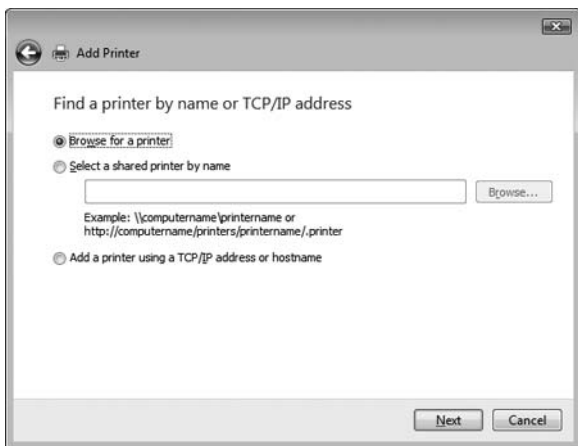 Add Printer
Find a printer by name or TCP/IP address
Browse for a printer
Select a shared printer by name
Browse...
Example: \\computername\printername or
http://computername/printers/printername/.printer
Add a printer using a TCP/IP address or hostname
Next
Cancel